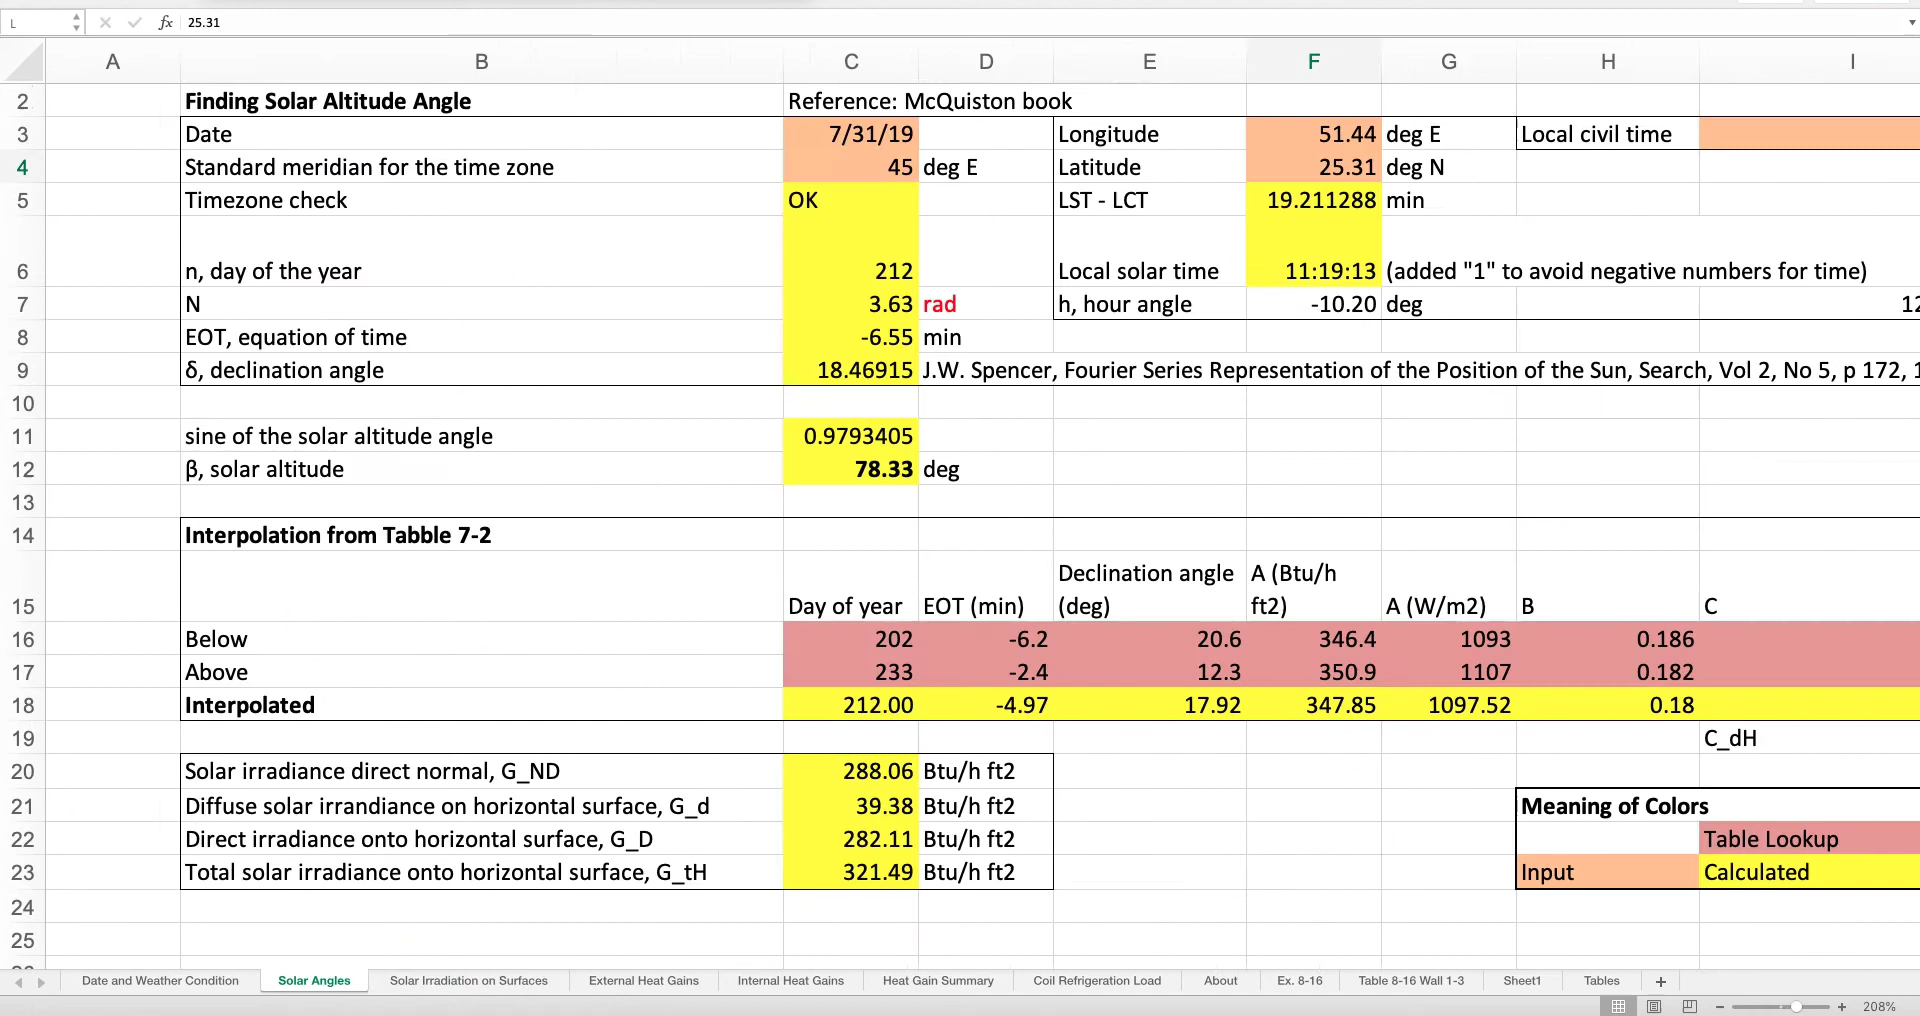 L fx 25.31
A B C D E F G H I
2 Finding Solar Altitude Angle Reference: McQuiston book
3 Date 7/31/19 Longitude 51.44 deg E Local civil time
4 Standard meridian for the time zone 45 deg E Latitude 25.31 deg N
5 Timezone check OK LST - LCT 19.211288 min
6 n, day of the year 212 Local solar time 11:19:13 (added "1" to avoid negative numbers for time)
7 N 3.63 rad h, hour angle -10.20 deg 12
8 EOT, equation of time -6.55 min
9 δ, declination angle 18.46915 J.W. Spencer, Fourier Series Representation of the Position of the Sun, Search, Vol 2, No 5, p 172, 1
10
11 sine of the solar altitude angle 0.9793405
12 β, solar altitude 78.33 deg
13
14 Interpolation from Tabble 7-2
Declination angle A (Btu/h
15 Day of year EOT (min) (deg) ft2) A (W/m2) B C
16 Below 202 -6.2 20.6 346.4 1093 0.186
17 Above 233 -2.4 12.3 350.9 1107 0.182
18 Interpolated 212.00 -4.97 17.92 347.85 1097.52 0.18
19 C_dH
20 Solar irradiance direct normal, G_ND 288.06 Btu/h ft2
21 Diffuse solar irrandiance on horizontal surface, G_d 39.38 Btu/h ft2 Meaning of Colors
22 Direct irradiance onto horizontal surface, G_D 282.11 Btu/h ft2 Table Lookup
23 Total solar irradiance onto horizontal surface, G_tH 321.49 Btu/h ft2 Input Calculated
24
25
Date and Weather Condition Solar Angles Solar Irradiation on Surfaces External Heat Gains Internal Heat Gains Heat Gain Summary Coil Refrigeration Load About Ex. 8-16 Table 8-16 Wall 1-3 Sheet1 Tables +
− + 208%